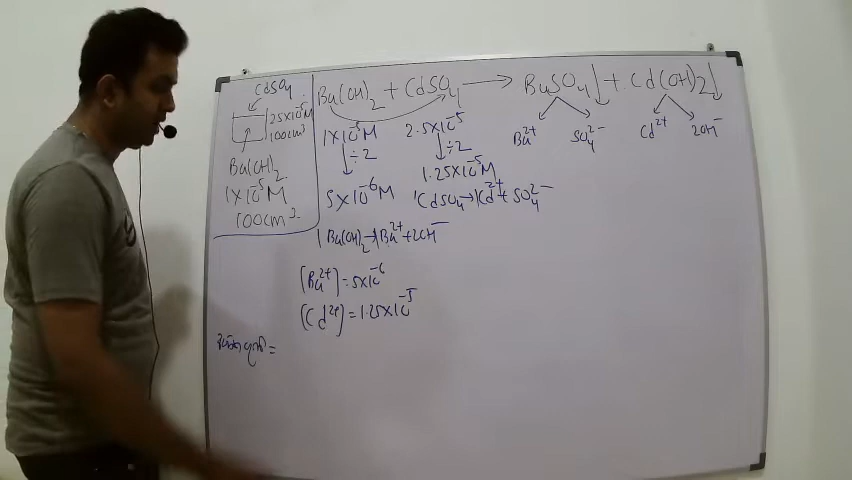 CdSO₄
2.5×10⁻⁵M
100cm³
Ba(OH)₂
1×10⁻⁵M
100cm³
Ba(OH)₂ + CdSO₄ → BaSO₄↓ + Cd(OH)₂↓
Ba²⁺ SO₄²⁻ Cd²⁺ 2OH⁻
1×10⁻⁵M 2.5×10⁻⁵
↓÷2 ↓÷2
5×10⁻⁶M 1.25×10⁻⁵M
1CdSO₄→1Cd²⁺+SO₄²⁻
1Ba(OH)₂→1Ba²⁺+2OH⁻
[Ba²⁺]=5×10⁻⁶
[Cd²⁺]=1.25×10⁻⁵
=